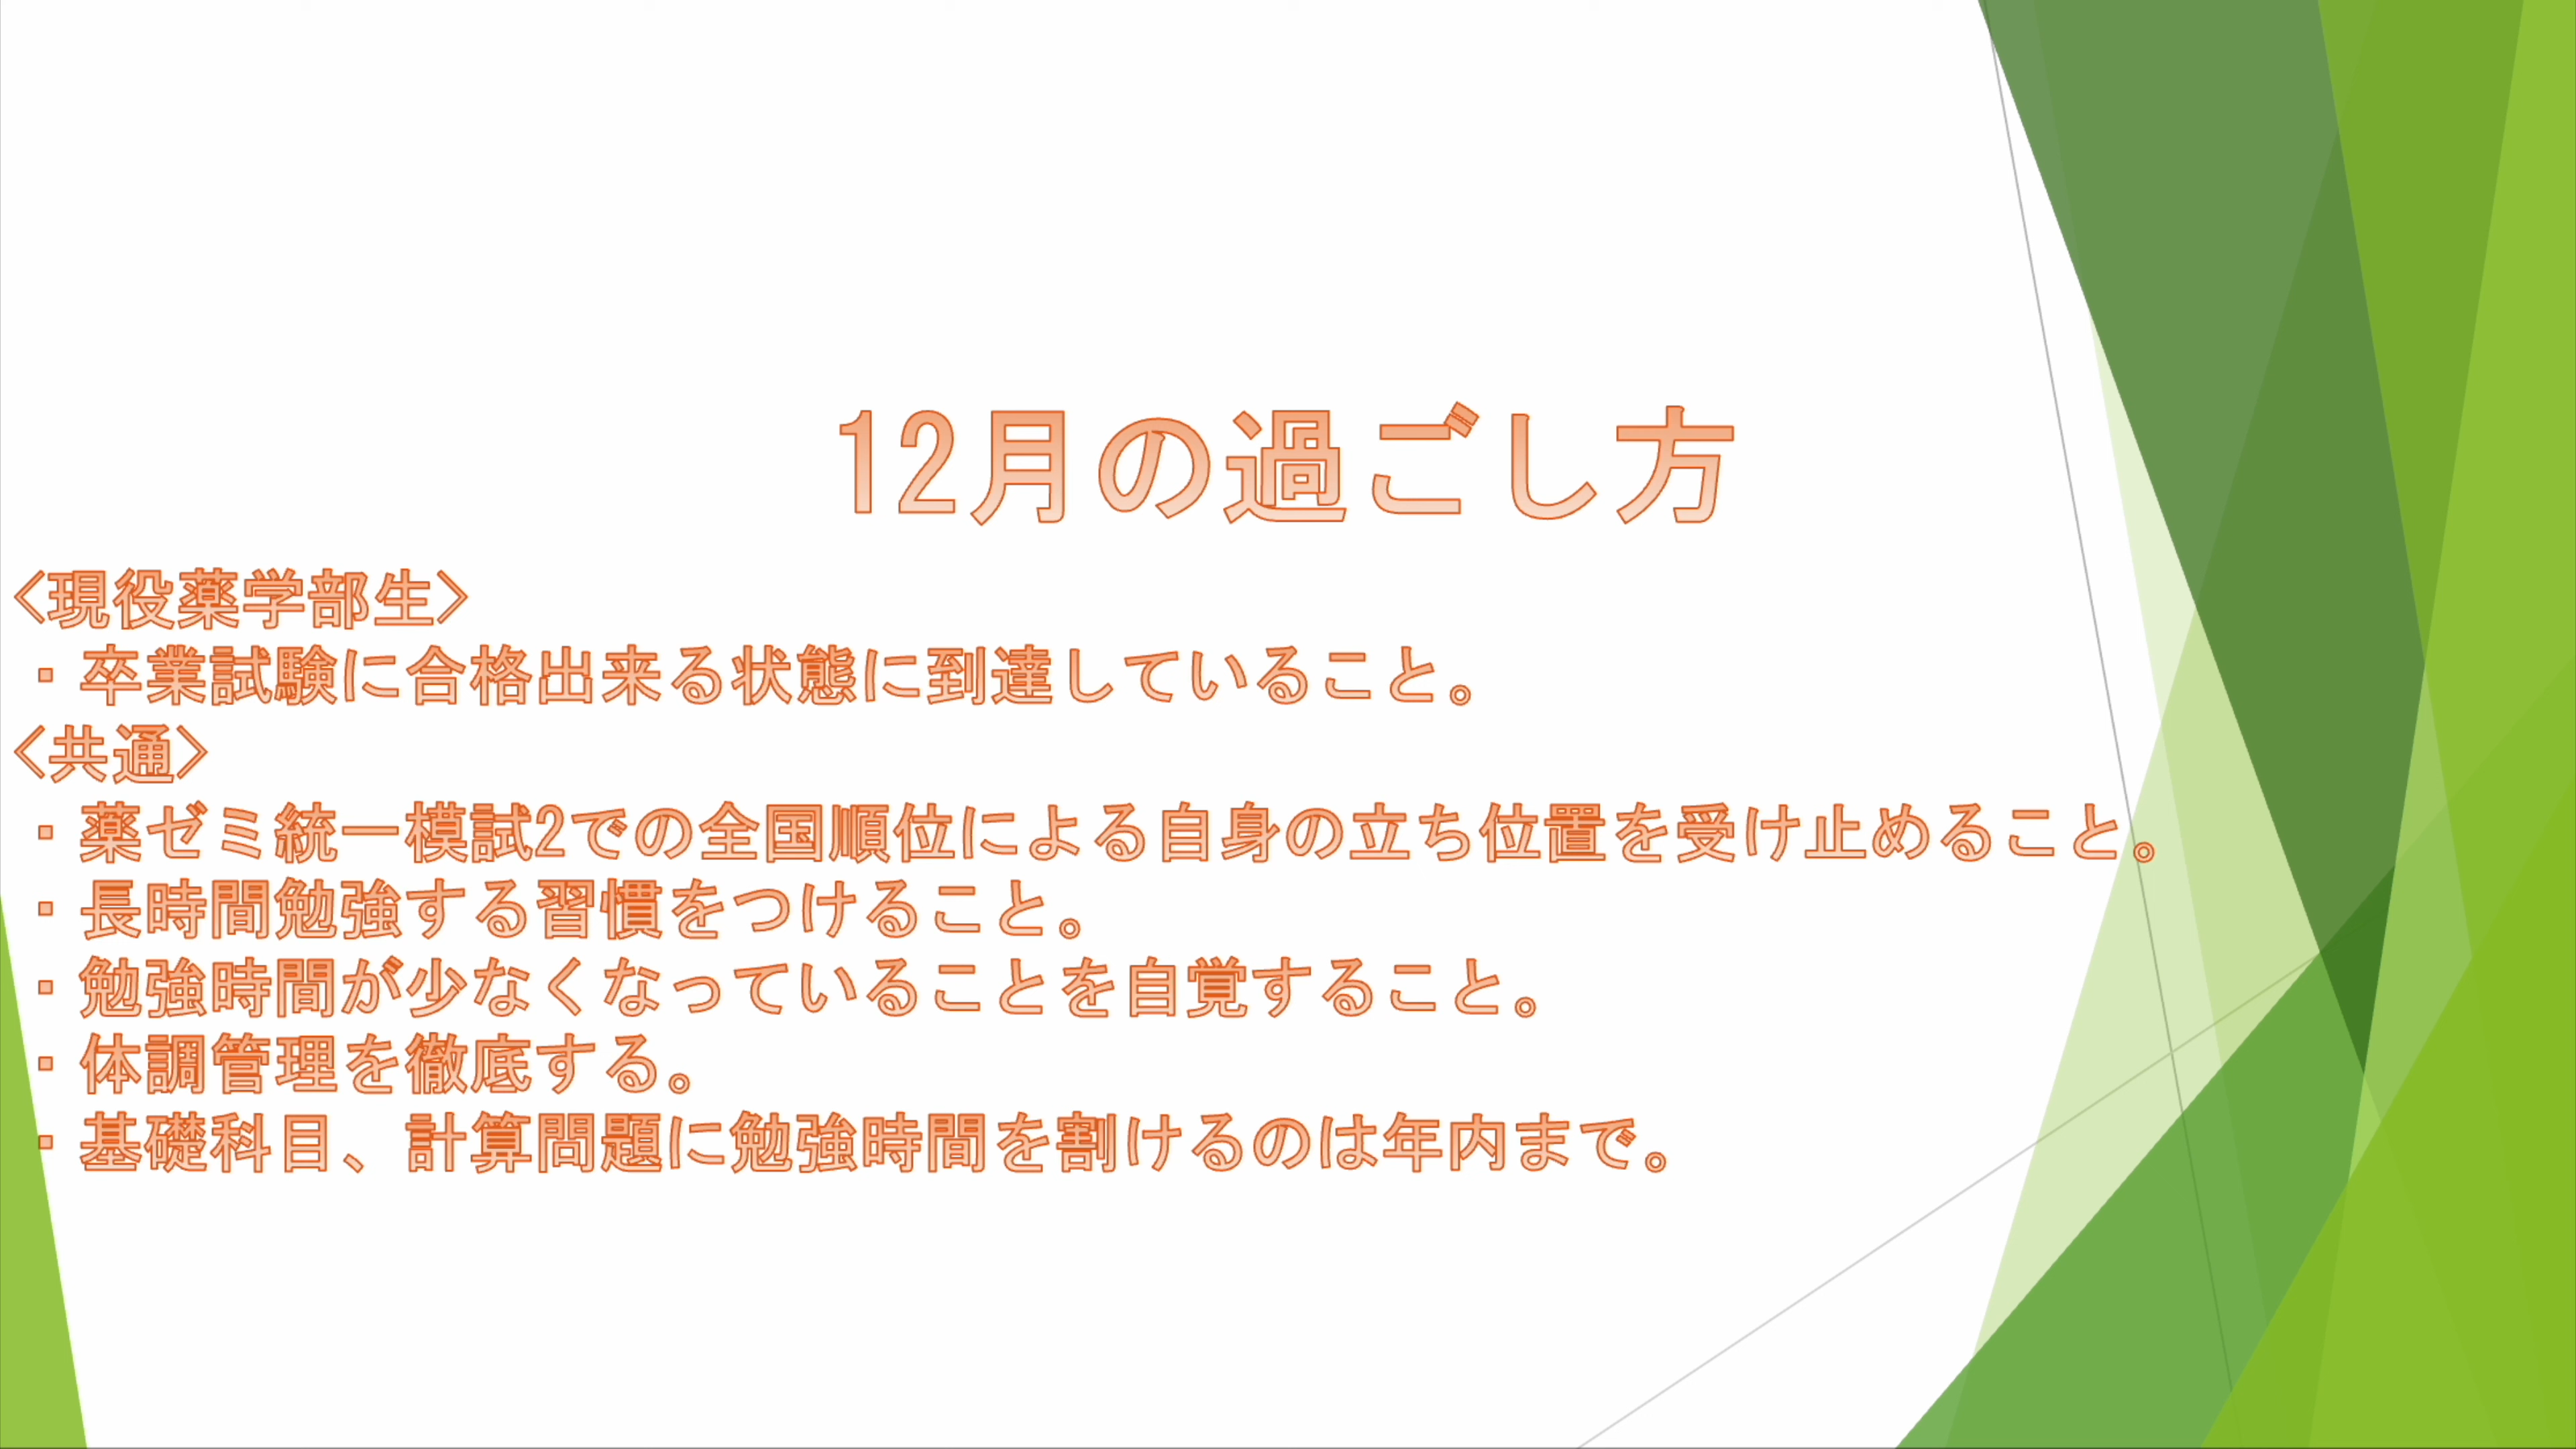 12月の過ごし方
<現役薬学部生>
・卒業試験に合格出来る状態に到達していること。
<共通>
・薬ゼミ統一模試2での全国順位による自身の立ち位置を受け止めること。
・長時間勉強する習慣をつけること。
・勉強時間が少なくなっていることを自覚すること。
・体調管理を徹底する。
・基礎科目、計算問題に勉強時間を割けるのは年内まで。